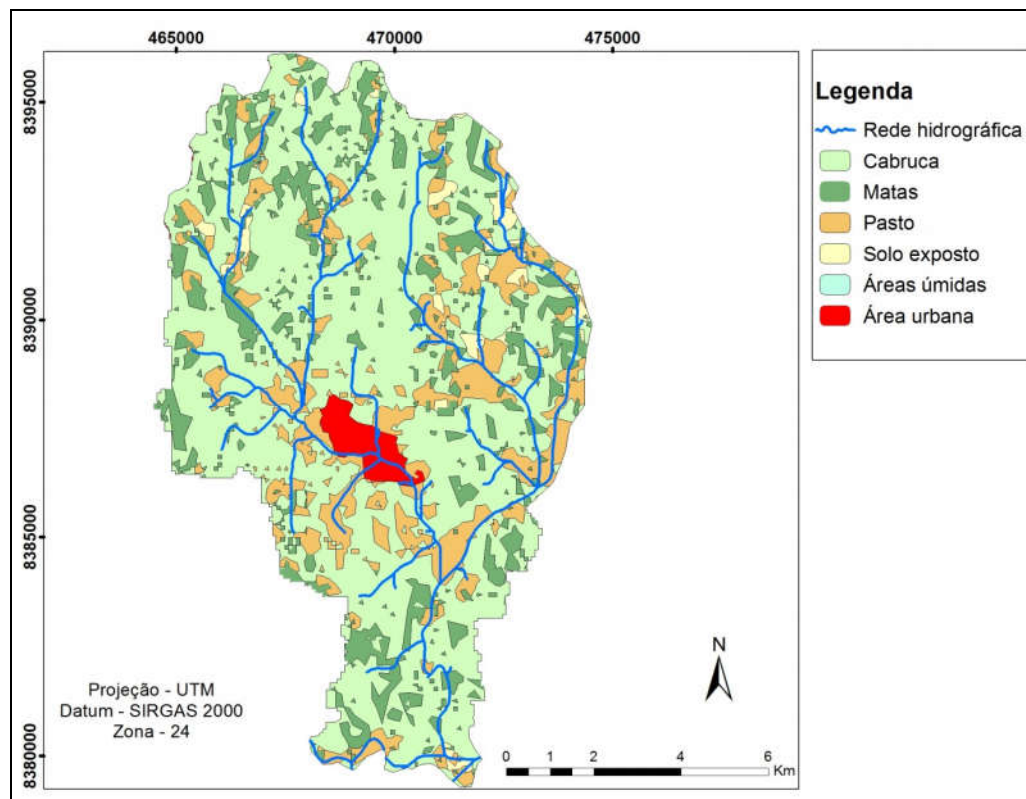 465000 470000 475000
8395000
8390000
8385000
8380000
Legenda
Rede hidrográfica
Cabruca
Matas
Pasto
Solo exposto
Áreas úmidas
Área urbana
N
Projeção - UTM
Datum - SIRGAS 2000
Zona - 24
0 1 2 4 6
Km